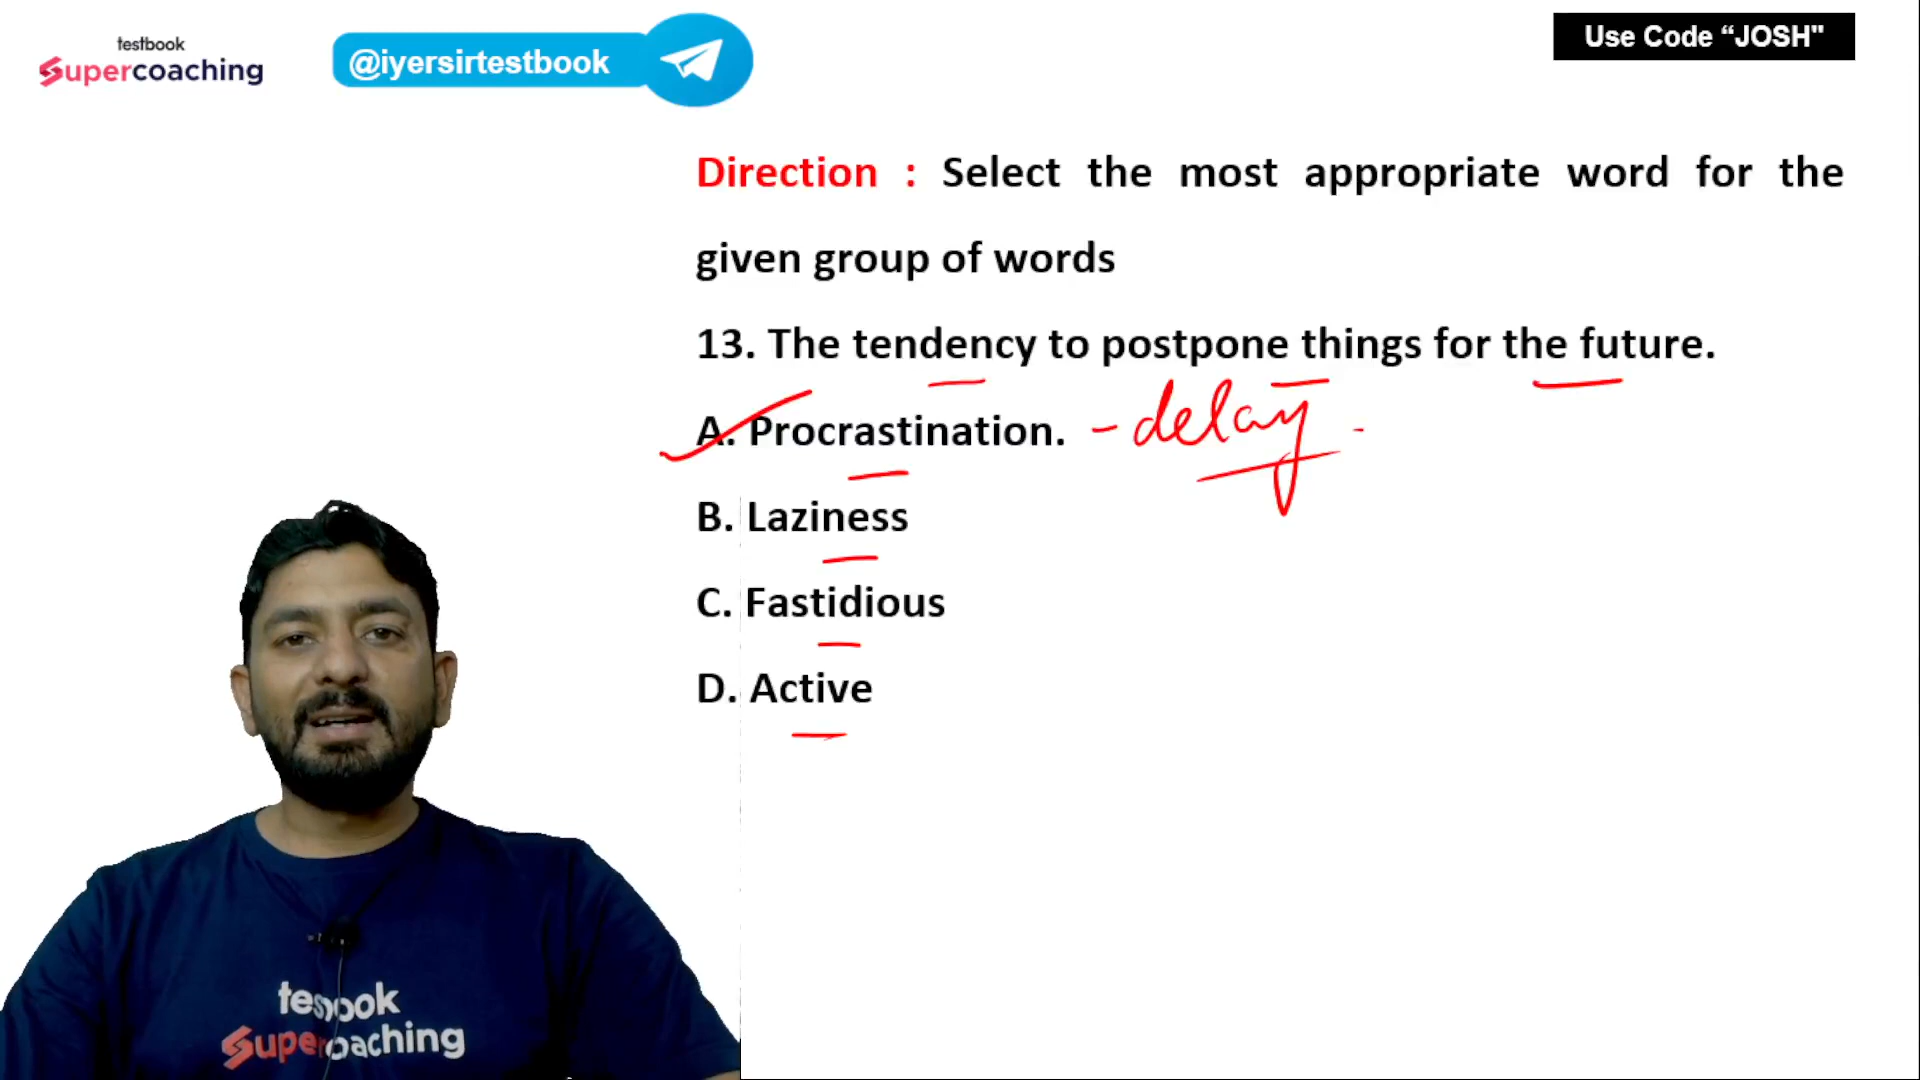 testbook
Supercoaching
@iyersirtestbook
Use Code “JOSH"
Direction : Select the most appropriate word for the
given group of words
13. The tendency to postpone things for the future.
A. Procrastination. - delay .
B. Laziness
C. Fastidious
D. Active
testbook
Supercoaching